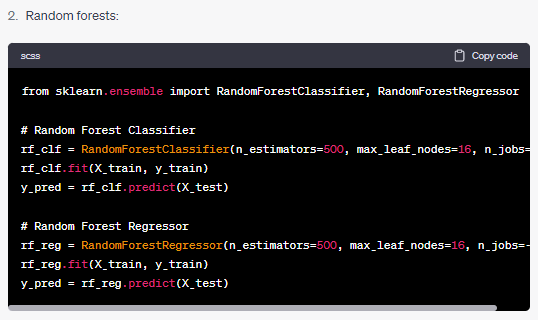 2. Random forests:
scss
Copy code
from sklearn.ensemble import RandomForestClassifier, RandomForestRegressor
# Random Forest Classifier
rf_clf = RandomForestClassifier(n_estimators=500, max_leaf_nodes=16, n_jobs=
rf_clf.fit(X_train, y_train)
y_pred = rf_clf.predict(X_test)
# Random Forest Regressor
rf_reg = RandomForestRegressor(n_estimators=500, max_leaf_nodes=16, n_jobs=-
rf_reg.fit(X_train, y_train)
y_pred = rf_reg.predict(X_test)